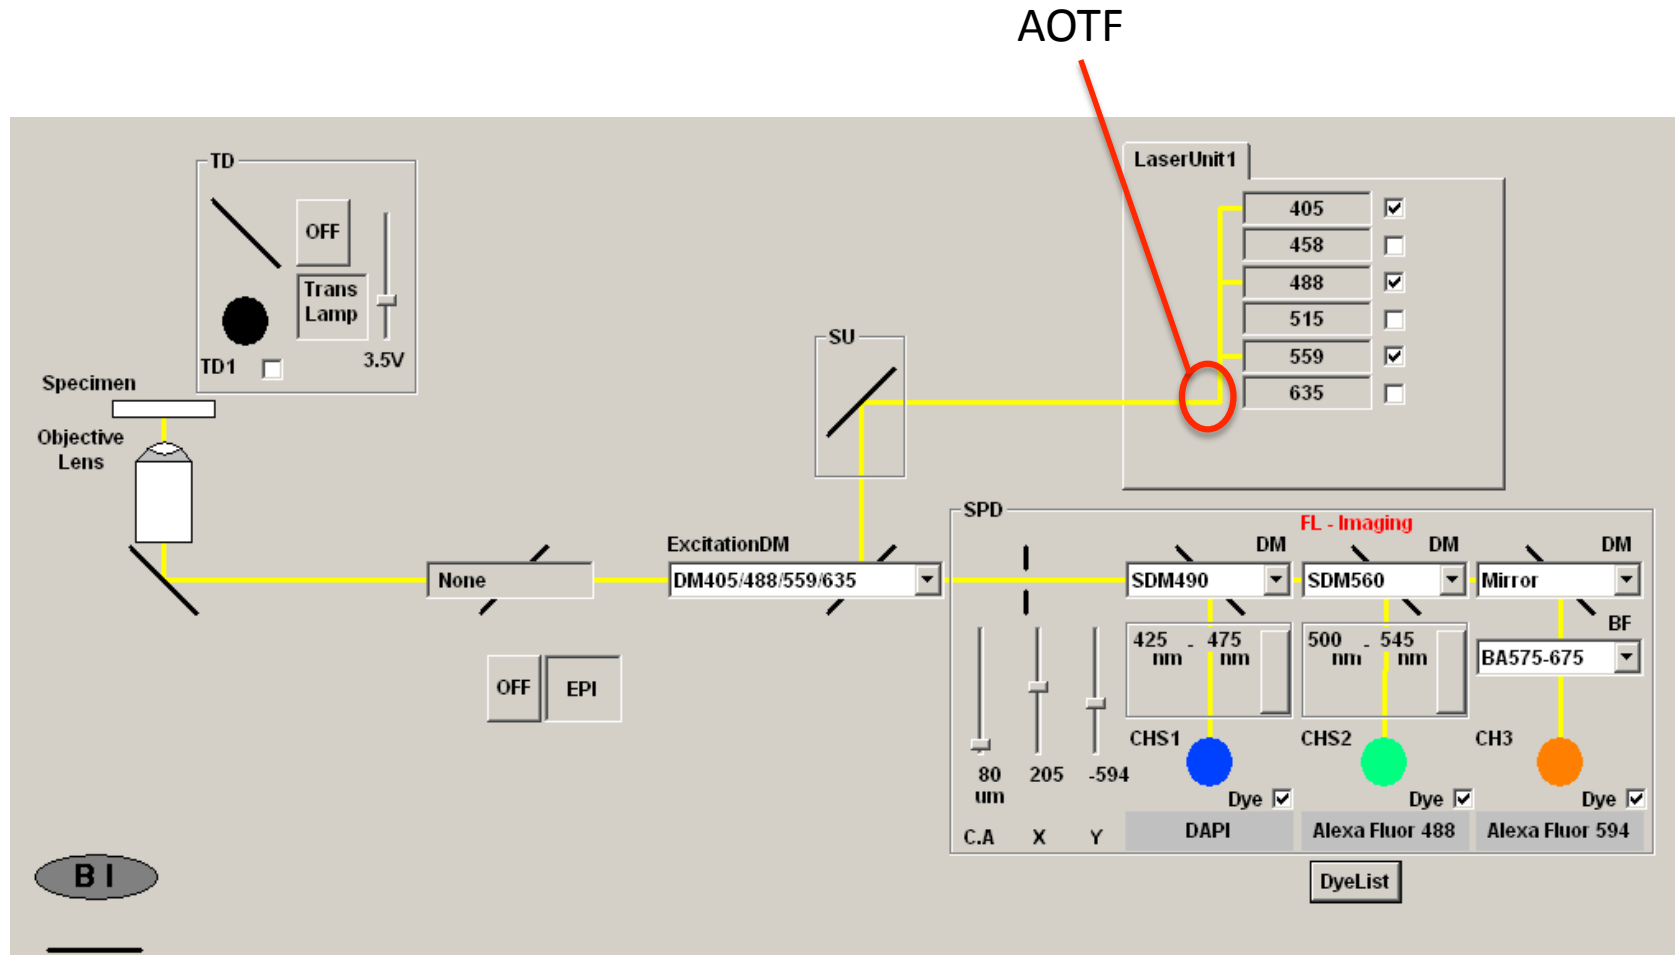 AOTF
TD
OFF
Trans
Lamp
TD1
3.5V
LaserUnit1
405
458
488
515
559
635
SU
Specimen
Objective
Lens
None
ExcitationDM
DM405/488/559/635
OFF
EPI
SPD
FL - Imaging
DM
DM
DM
SDM490
SDM560
Mirror
425 - 475
nm nm
500 - 545
nm nm
BF
BA575-675
CHS1
CHS2
CH3
80
um
205
-594
C.A
X
Y
Dye
Dye
Dye
DAPI
Alexa Fluor 488
Alexa Fluor 594
DyeList
B I